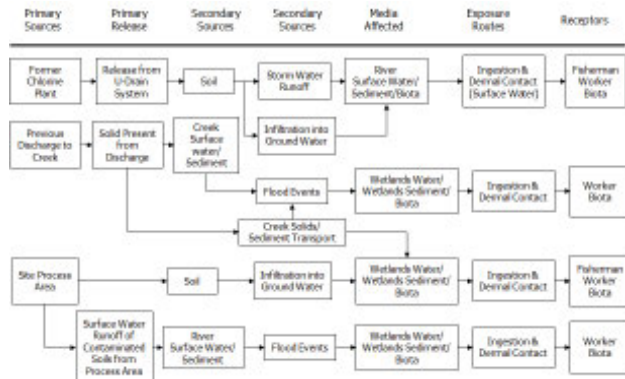 Primary Sources
Primary Release
Secondary Sources
Secondary Sources
Media Affected
Exposure Routes
Receptors
Former
Chlorine
Plant
Release from
U-Drain
System
Soil
Storm Water
Runoff
River
Surface Water/
Sediment/Biota
Ingestion &
Dermal Contact
(Surface Water)
Fisherman
Worker
Biota
Infiltration into
Ground Water
Previous
Discharge to
Creek
Solid Present
from
Discharge
Creek
Surface
water/
Sediment
Flood Events
Wetlands Water/
Wetlands Sediment/
Biota
Ingestion &
Dermal Contact
Worker
Biota
Creek Solids/
Sediment Transport
Site Process
Area
Soil
Infiltration into
Ground Water
Wetlands Water/
Wetlands Sediment/
Biota
Ingestion &
Dermal Contact
Fisherman
Worker
Biota
Surface Water
Runoff of
Contaminated
Soils from
Process Area
River
Surface Water/
Sediment
Flood Events
Wetlands Water/
Wetlands Sediment/
Biota
Ingestion &
Dermal Contact
Worker
Biota